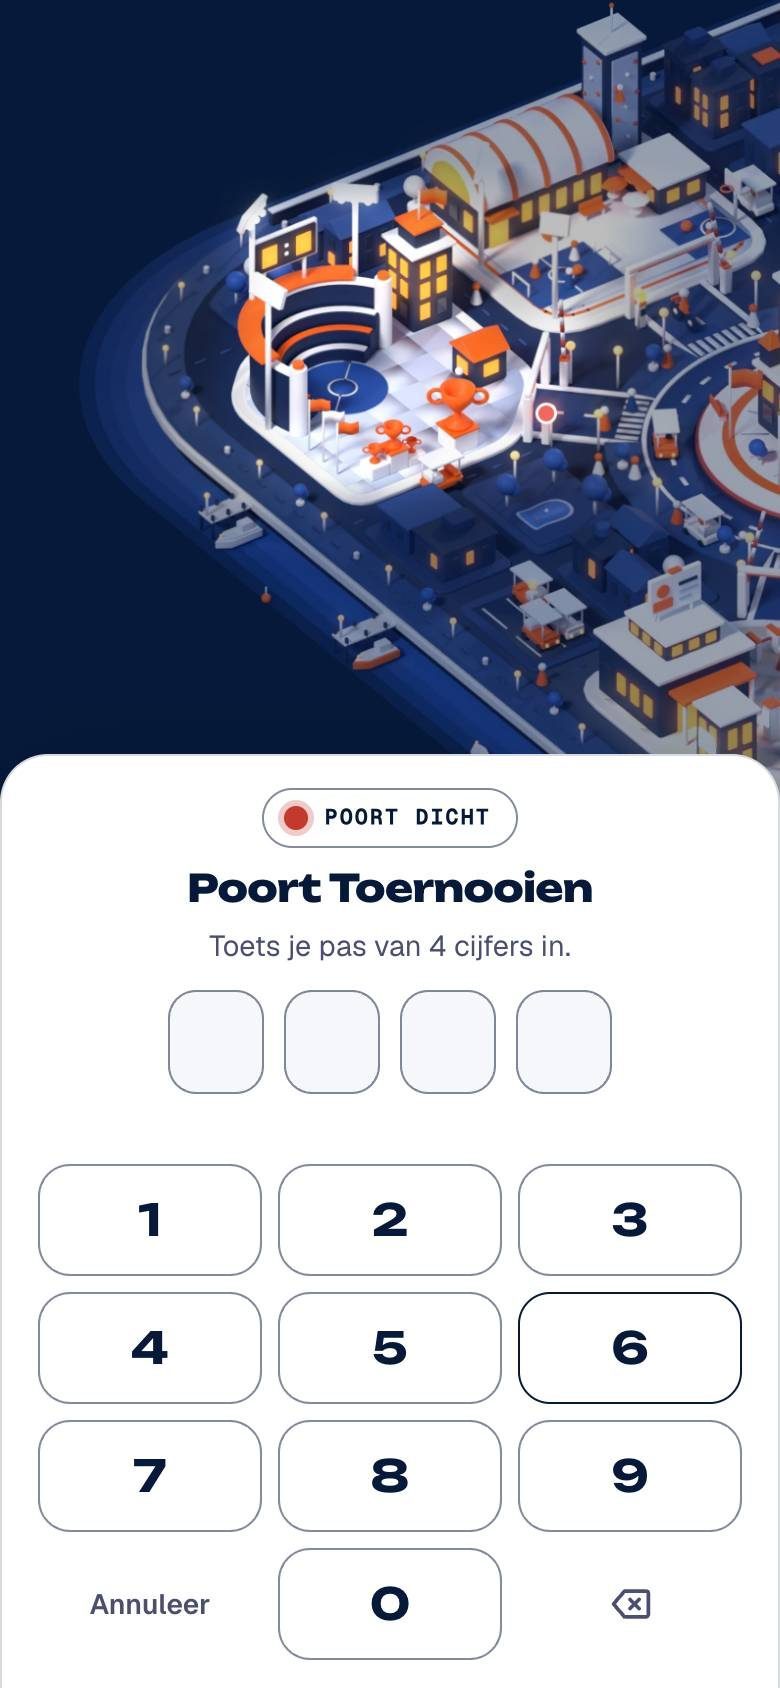 POORT DICHT
Poort Toernooien
Toets je pas van 4 cijfers in.
1 2 3
4 5 6
7 8 9
Annuleer 0